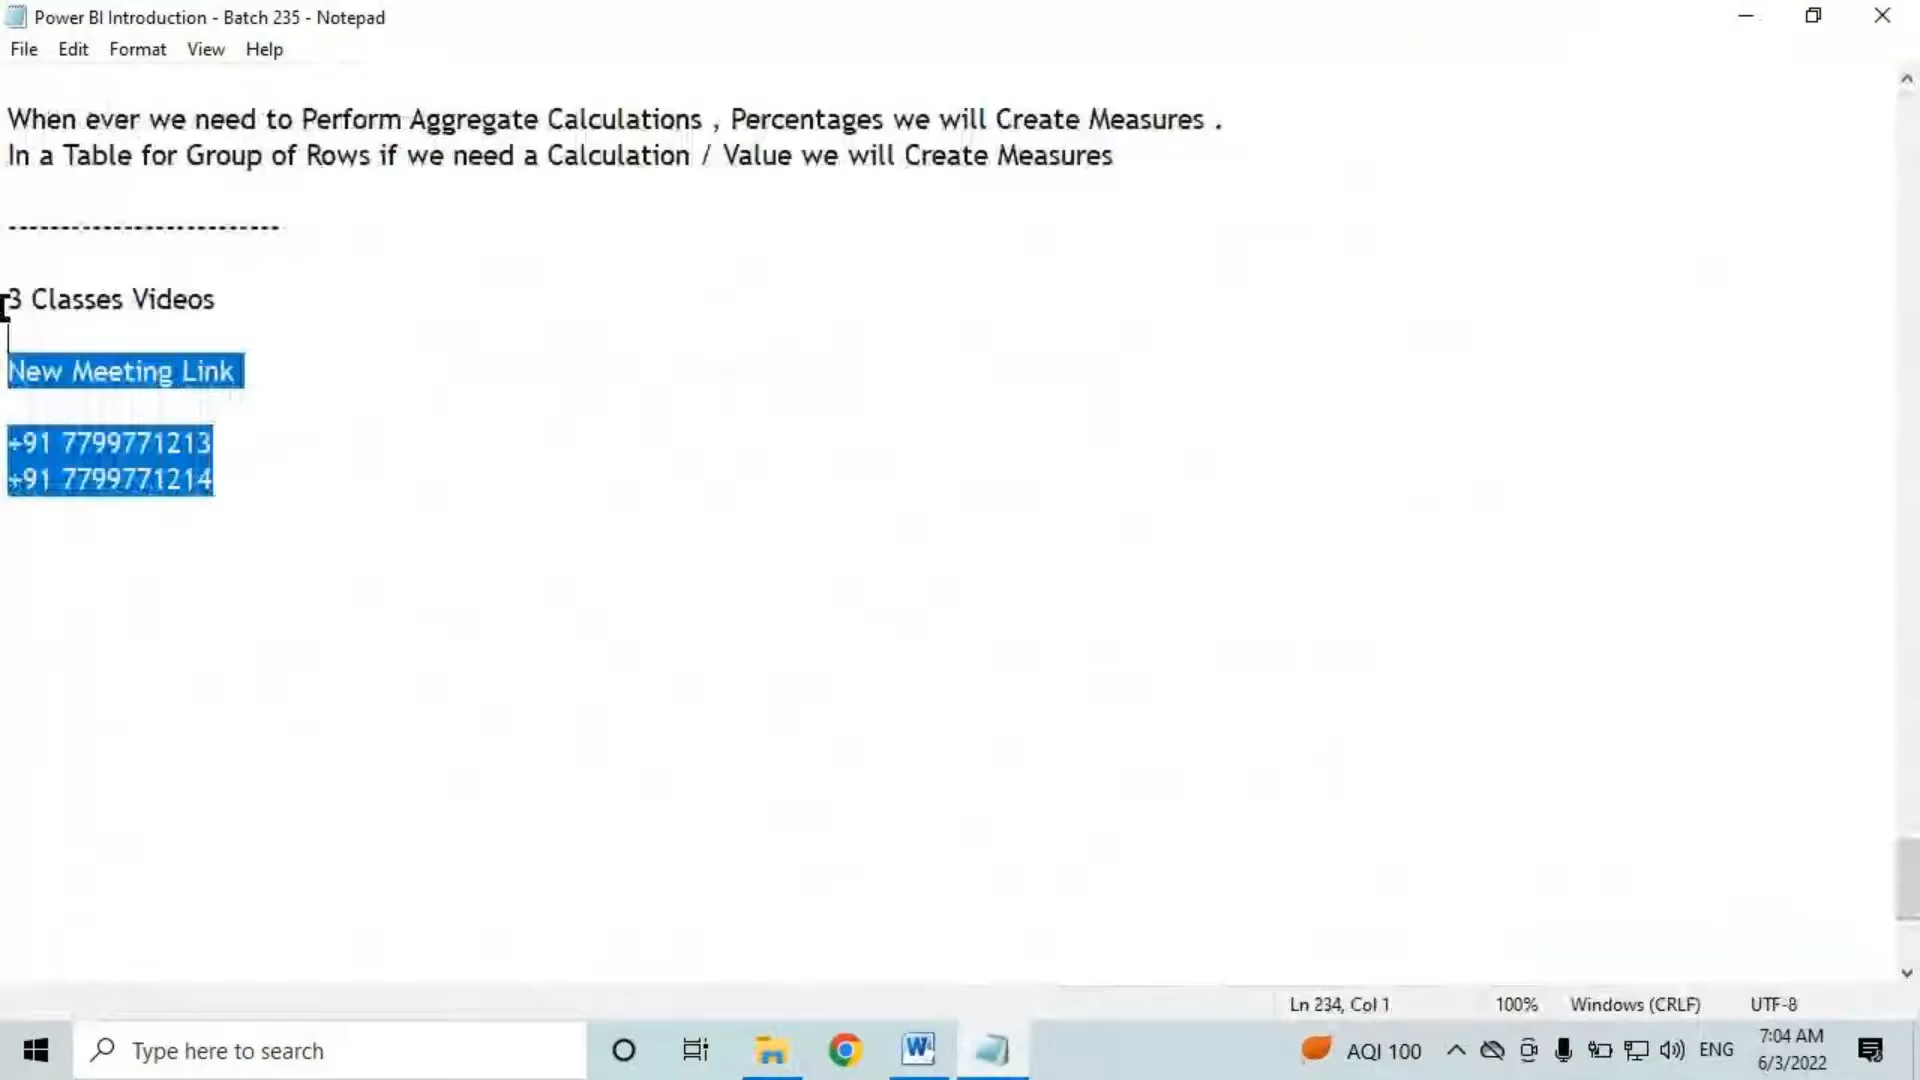 Power BI Introduction - Batch 235 - Notepad
File Edit Format View Help
When ever we need to Perform Aggregate Calculations , Percentages we will Create Measures .
In a Table for Group of Rows if we need a Calculation / Value we will Create Measures
--------------------------
3 Classes Videos
New Meeting Link
+91 7799771213
+91 7799771214
Ln 234, Col 1 100% Windows (CRLF) UTF-8
Type here to search
AQI 100
ENG
7:04 AM
6/3/2022